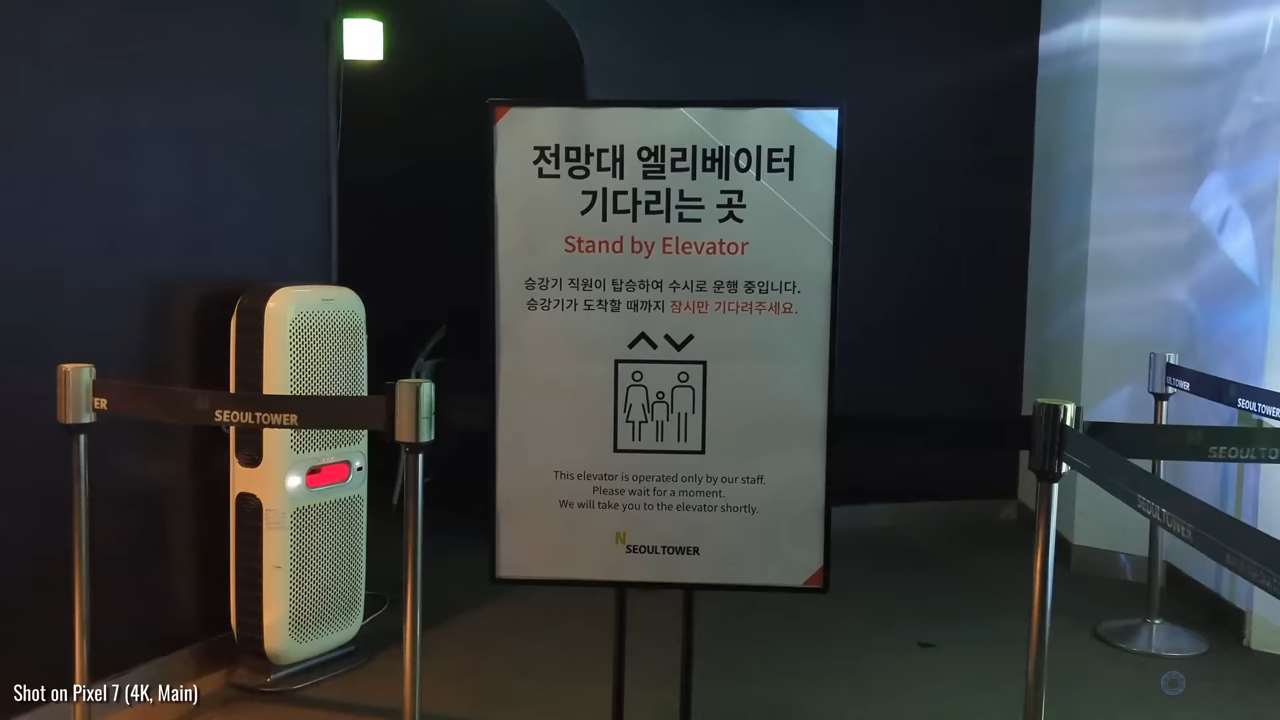 전망대 엘리베이터
기다리는 곳
Stand by Elevator
승강기 직원이 탑승하여 수시로 운행 중입니다.
승강기가 도착할 때까지 잠시만 기다려주세요.
This elevator is operated only by our staff.
Please wait for a moment.
We will take you to the elevator shortly.
N
SEOULTOWER
ER
SEOULTOWER
ULTOWER
SEOUL
SEOULTO
SEOULTOWER
Shot on Pixel 7 (4K, Main)